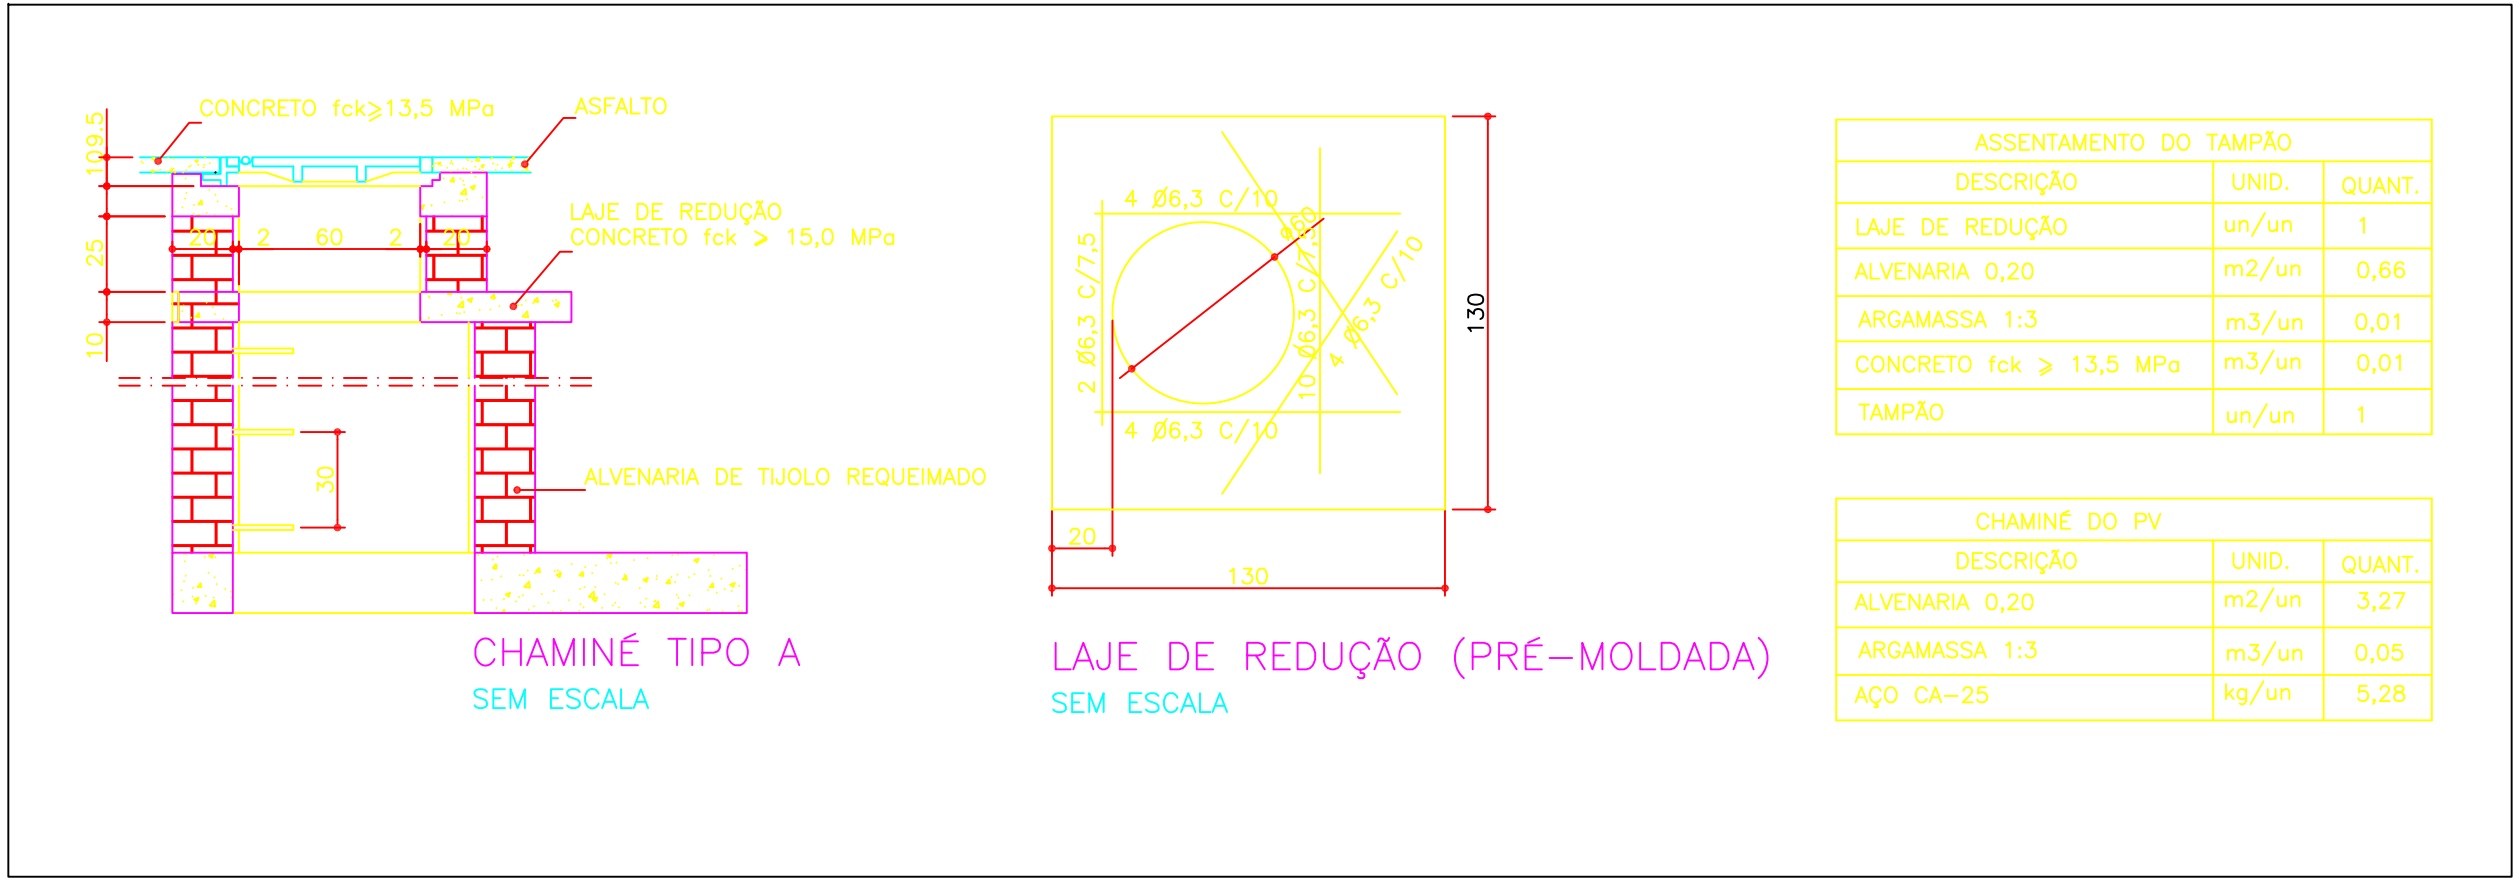 CONCRETO fck⩾13,5 MPa
ASFALTO
109.5
25
10
20 2 60 2 20
LAJE DE REDUÇÃO
CONCRETO fck ⩾ 15,0 MPa
30
ALVENARIA DE TIJOLO REQUEIMADO
CHAMINÉ TIPO A
SEM ESCALA
4 Ø6,3 C/10
Ø60
2 Ø6,3 C/7,5
10 Ø6,3 C/7,5
4 Ø6,3 C/10
4 Ø6,3 C/10
130
20
130
LAJE DE REDUÇÃO (PRÉ-MOLDADA)
SEM ESCALA
ASSENTAMENTO DO TAMPÃO
DESCRIÇÃO UNID. QUANT.
LAJE DE REDUÇÃO un/un 1
ALVENARIA 0,20 m2/un 0,66
ARGAMASSA 1:3 m3/un 0,01
CONCRETO fck ⩾ 13,5 MPa m3/un 0,01
TAMPÃO un/un 1
CHAMINÉ DO PV
DESCRIÇÃO UNID. QUANT.
ALVENARIA 0,20 m2/un 3,27
ARGAMASSA 1:3 m3/un 0,05
AÇO CA-25 kg/un 5,28